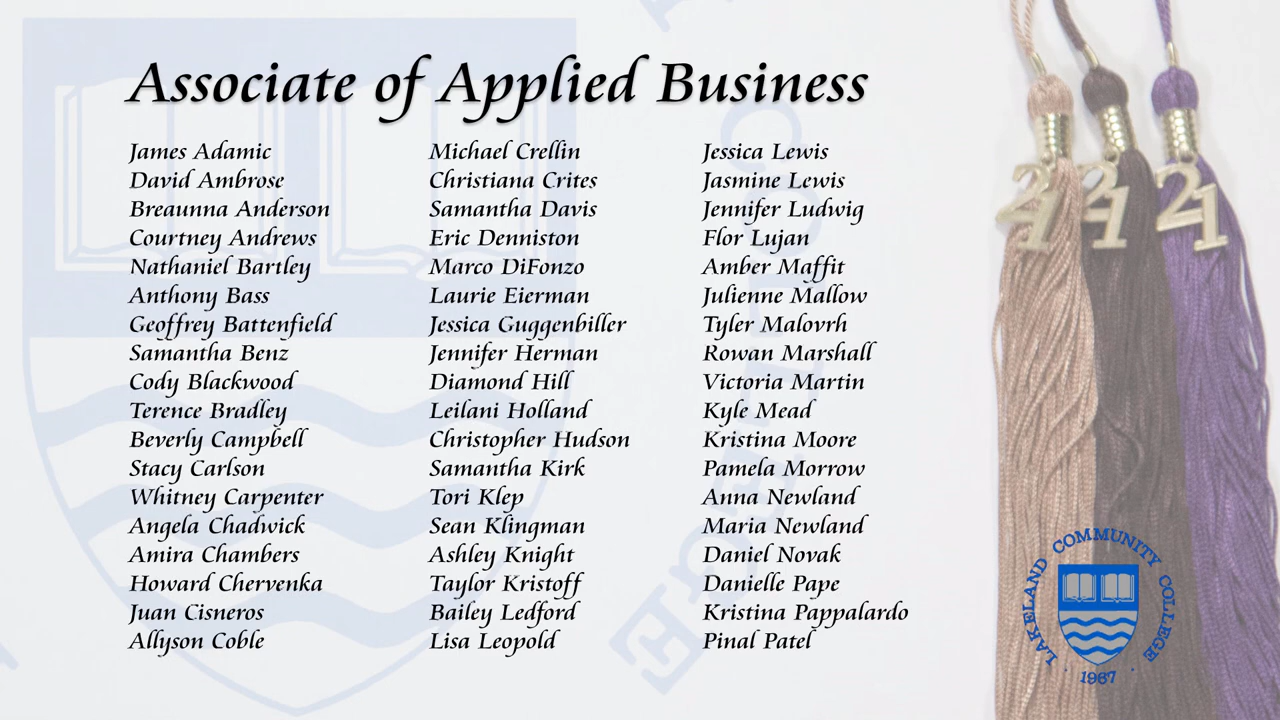 Associate of Applied Business
James Adamic
David Ambrose
Breaunna Anderson
Courtney Andrews
Nathaniel Bartley
Anthony Bass
Geoffrey Battenfield
Samantha Benz
Cody Blackwood
Terence Bradley
Beverly Campbell
Stacy Carlson
Whitney Carpenter
Angela Chadwick
Amira Chambers
Howard Chervenka
Juan Cisneros
Allyson Coble
Michael Crellin
Christiana Crites
Samantha Davis
Eric Denniston
Marco DiFonzo
Laurie Eierman
Jessica Guggenbiller
Jennifer Herman
Diamond Hill
Leilani Holland
Christopher Hudson
Samantha Kirk
Tori Klep
Sean Klingman
Ashley Knight
Taylor Kristoff
Bailey Ledford
Lisa Leopold
Jessica Lewis
Jasmine Lewis
Jennifer Ludwig
Flor Lujan
Amber Maffit
Julienne Mallow
Tyler Malovrh
Rowan Marshall
Victoria Martin
Kyle Mead
Kristina Moore
Pamela Morrow
Anna Newland
Maria Newland
Daniel Novak
Danielle Pape
Kristina Pappalardo
Pinal Patel
21
21
21
LAKELAND COMMUNITY COLLEGE
· 1967 ·